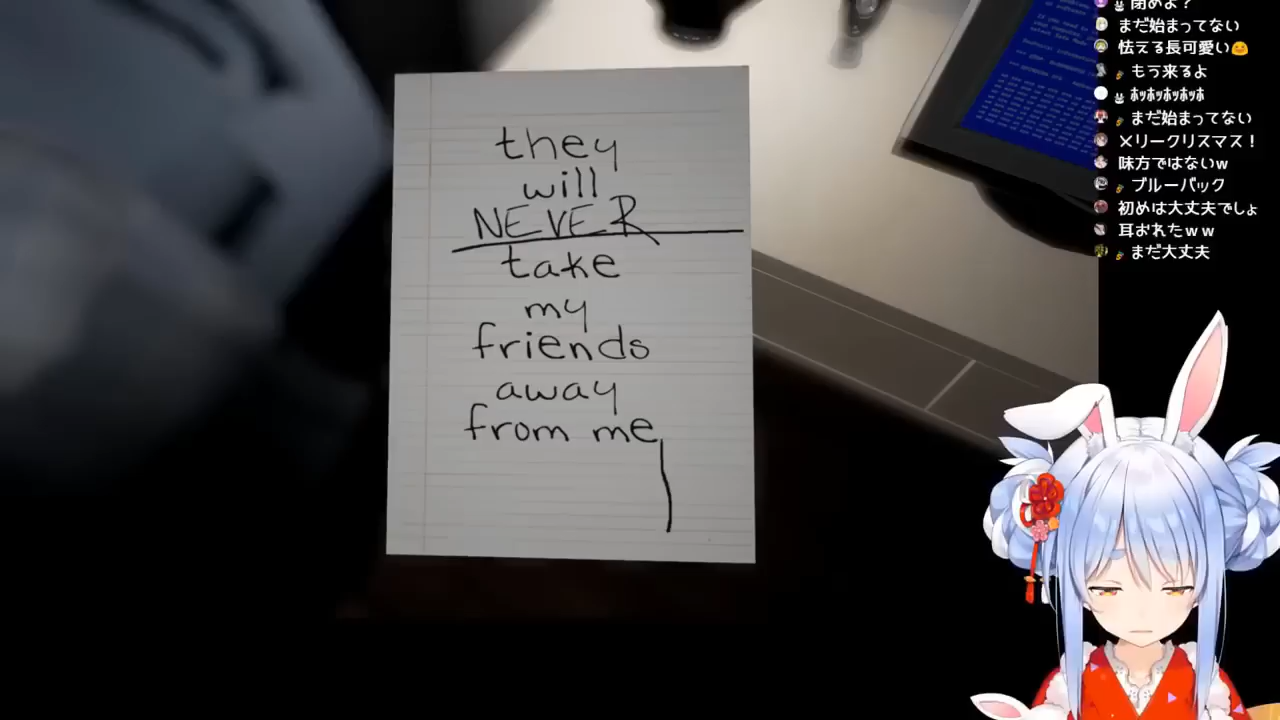 they
will
NEVER
take
my
friends
away
from me
閉めよ？
まだ始まってない
怯える長可愛い
もう来るよ
ﾎｯﾎｯﾎｯﾎｯﾎ
まだ始まってない
メリークリスマス！
味方ではないw
ブルーバック
初めは大丈夫でしょ
耳おれたｗｗ
まだ大丈夫